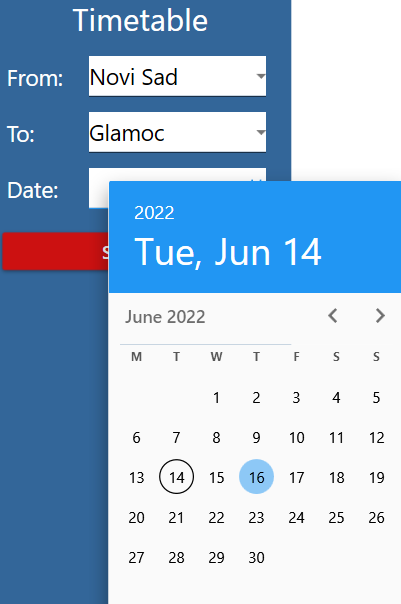 Timetable
From: Novi Sad
To: Glamoc
Date:
S
2022
Tue, Jun 14
June 2022
M T W T F S S
1 2 3 4 5
6 7 8 9 10 11 12
13 14 15 16 17 18 19
20 21 22 23 24 25 26
27 28 29 30